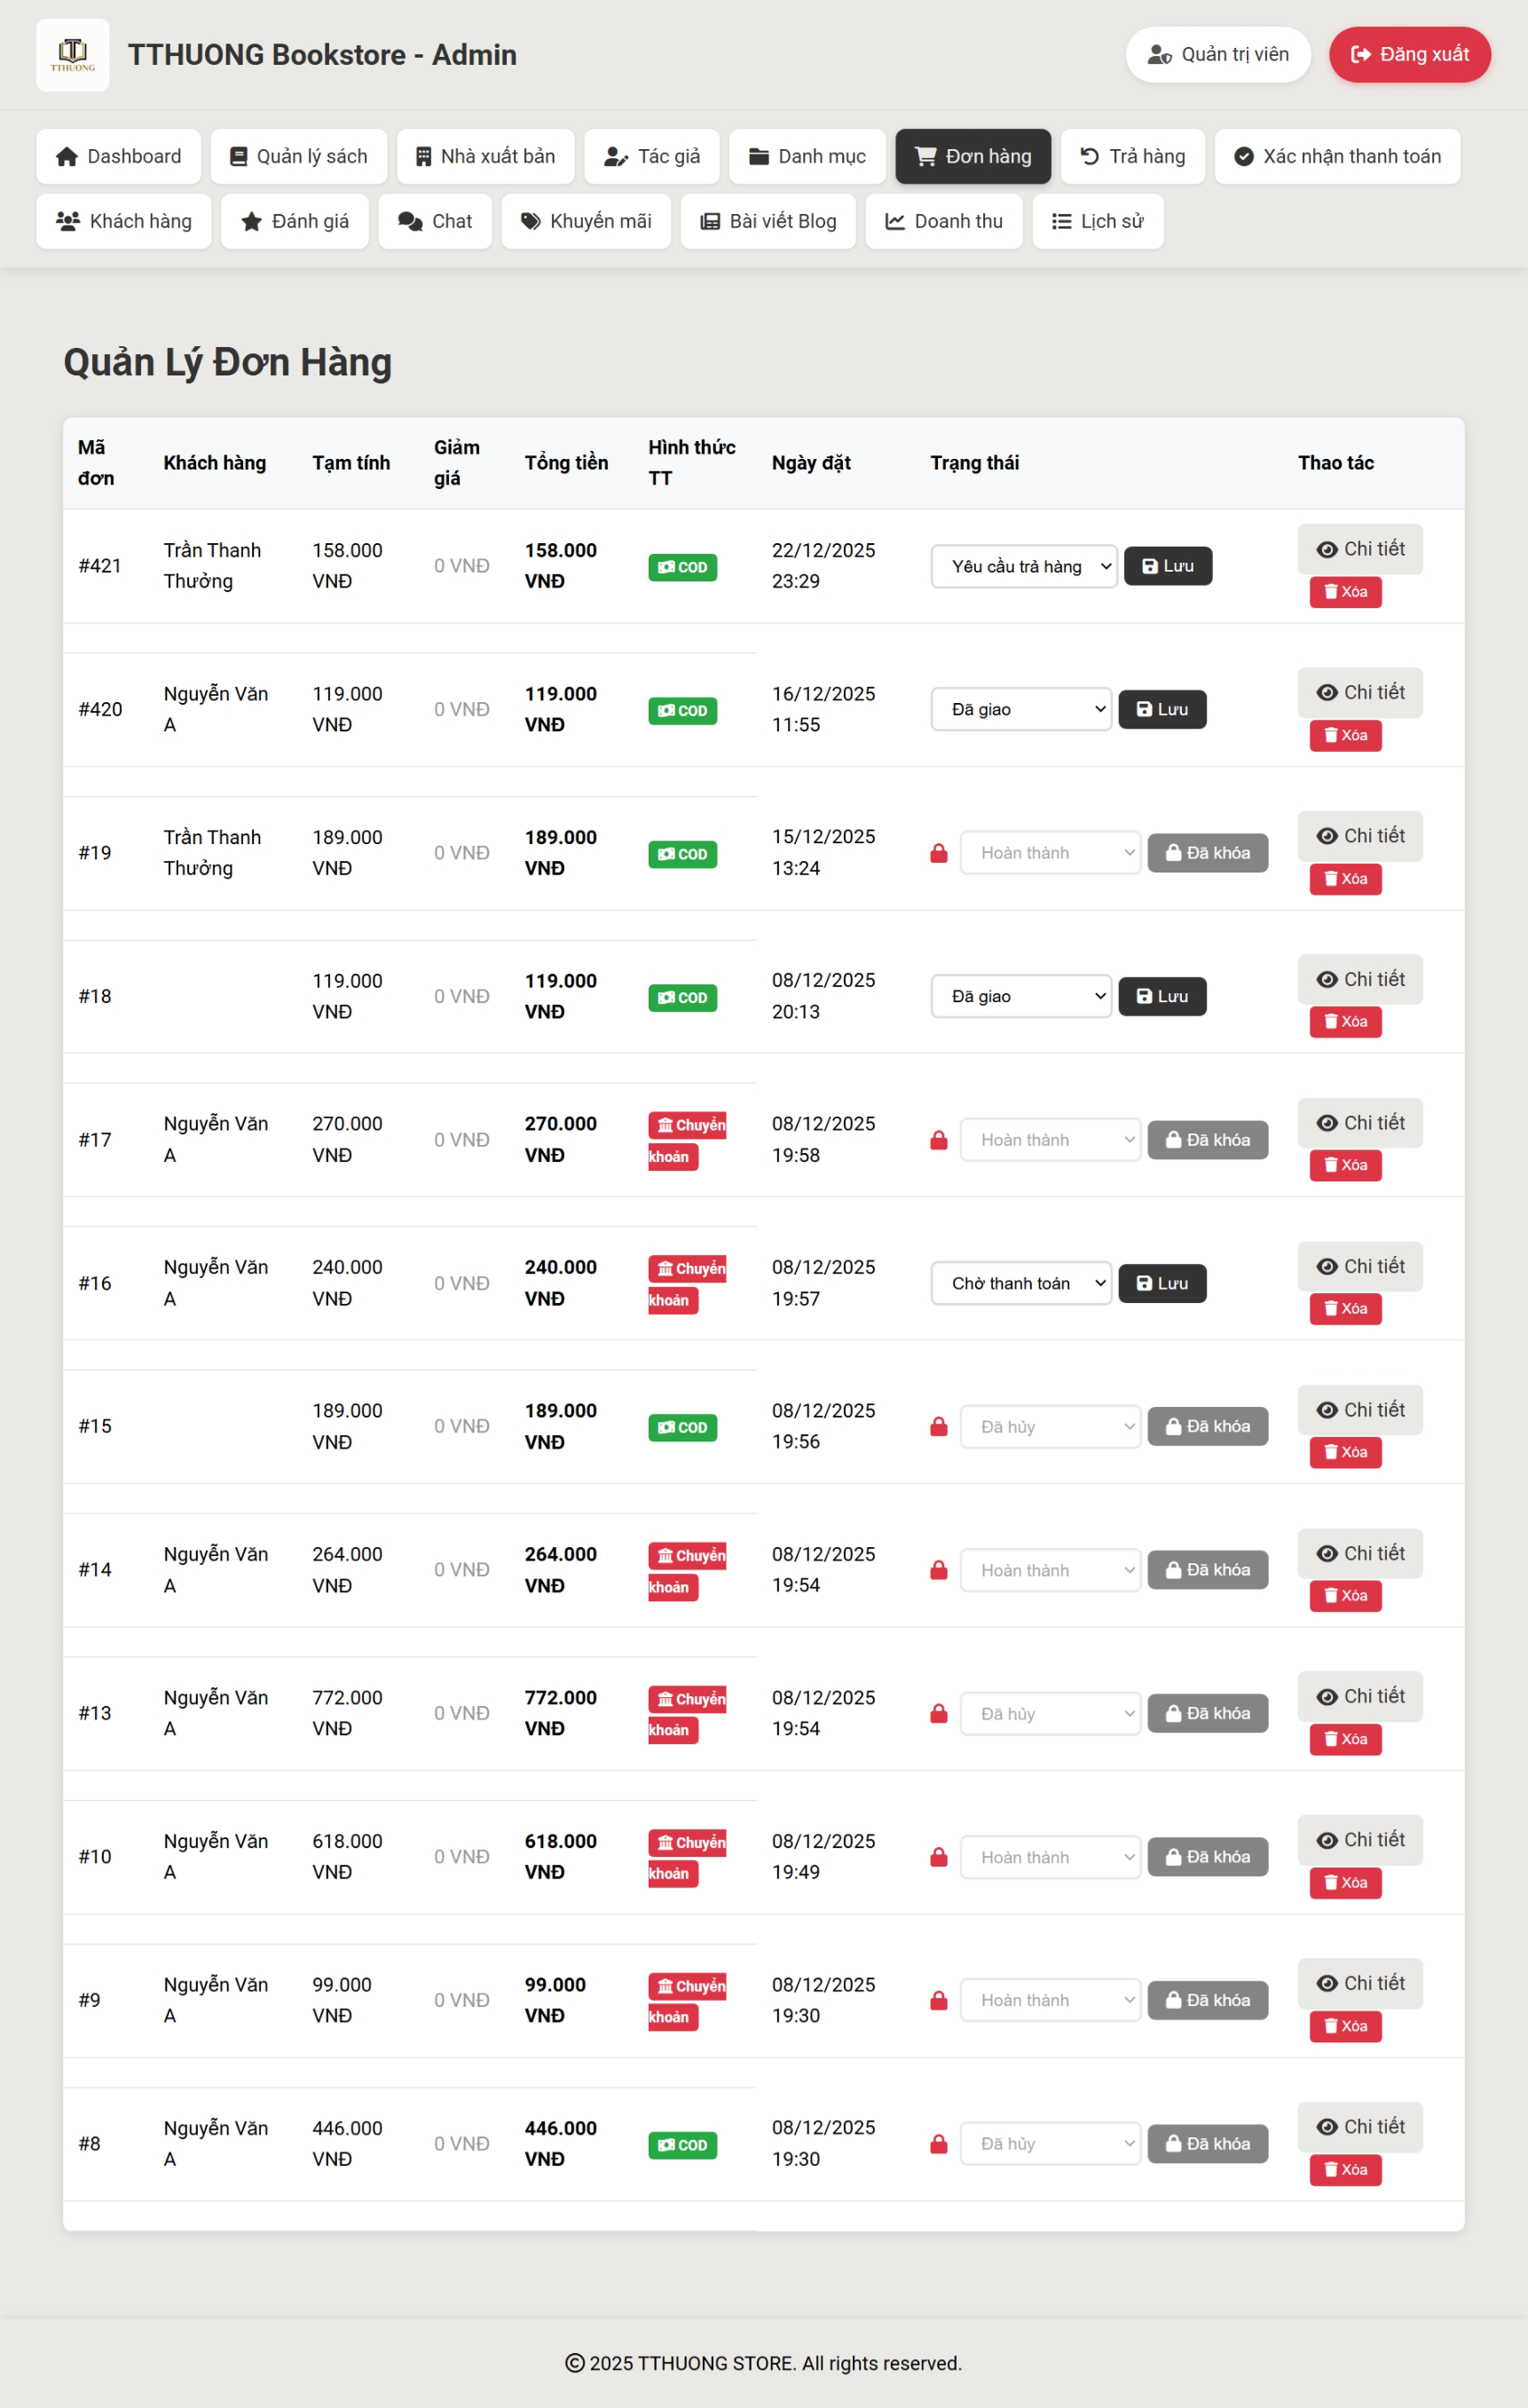 TTHUONG
TTHUONG Bookstore - Admin
Quản trị viên
Đăng xuất
Dashboard
Quản lý sách
Nhà xuất bản
Tác giả
Danh mục
Đơn hàng
Trả hàng
Xác nhận thanh toán
Khách hàng
Đánh giá
Chat
Khuyến mãi
Bài viết Blog
Doanh thu
Lịch sử
Quản Lý Đơn Hàng
Mã đơn
Khách hàng
Tạm tính
Giảm giá
Tổng tiền
Hình thức TT
Ngày đặt
Trạng thái
Thao tác
#421 Trần Thanh Thưởng 158.000 VNĐ 0 VNĐ 158.000 VNĐ COD 22/12/2025 23:29 Yêu cầu trả hàng Lưu Chi tiết Xóa
#420 Nguyễn Văn A 119.000 VNĐ 0 VNĐ 119.000 VNĐ COD 16/12/2025 11:55 Đã giao Lưu Chi tiết Xóa
#19 Trần Thanh Thưởng 189.000 VNĐ 0 VNĐ 189.000 VNĐ COD 15/12/2025 13:24 Hoàn thành Đã khóa Chi tiết Xóa
#18 119.000 VNĐ 0 VNĐ 119.000 VNĐ COD 08/12/2025 20:13 Đã giao Lưu Chi tiết Xóa
#17 Nguyễn Văn A 270.000 VNĐ 0 VNĐ 270.000 VNĐ Chuyển khoản 08/12/2025 19:58 Hoàn thành Đã khóa Chi tiết Xóa
#16 Nguyễn Văn A 240.000 VNĐ 0 VNĐ 240.000 VNĐ Chuyển khoản 08/12/2025 19:57 Chờ thanh toán Lưu Chi tiết Xóa
#15 189.000 VNĐ 0 VNĐ 189.000 VNĐ COD 08/12/2025 19:56 Đã hủy Đã khóa Chi tiết Xóa
#14 Nguyễn Văn A 264.000 VNĐ 0 VNĐ 264.000 VNĐ Chuyển khoản 08/12/2025 19:54 Hoàn thành Đã khóa Chi tiết Xóa
#13 Nguyễn Văn A 772.000 VNĐ 0 VNĐ 772.000 VNĐ Chuyển khoản 08/12/2025 19:54 Đã hủy Đã khóa Chi tiết Xóa
#10 Nguyễn Văn A 618.000 VNĐ 0 VNĐ 618.000 VNĐ Chuyển khoản 08/12/2025 19:49 Hoàn thành Đã khóa Chi tiết Xóa
#9 Nguyễn Văn A 99.000 VNĐ 0 VNĐ 99.000 VNĐ Chuyển khoản 08/12/2025 19:30 Hoàn thành Đã khóa Chi tiết Xóa
#8 Nguyễn Văn A 446.000 VNĐ 0 VNĐ 446.000 VNĐ COD 08/12/2025 19:30 Đã hủy Đã khóa Chi tiết Xóa
© 2025 TTHUONG STORE. All rights reserved.